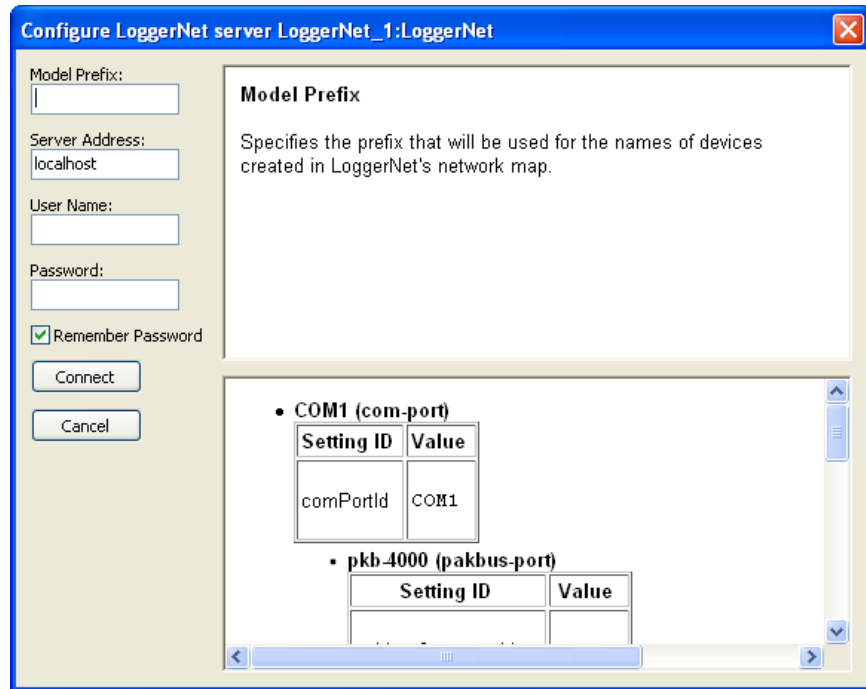 Configure LoggerNet server LoggerNet_1:LoggerNet
Model Prefix:
Server Address:
localhost
User Name:
Password:
Remember Password
Connect
Cancel
Model Prefix
Specifies the prefix that will be used for the names of devices
created in LoggerNet's network map.
COM1 (com-port)
Setting ID Value
comPortId COM1
pkb-4000 (pakbus-port)
Setting ID Value